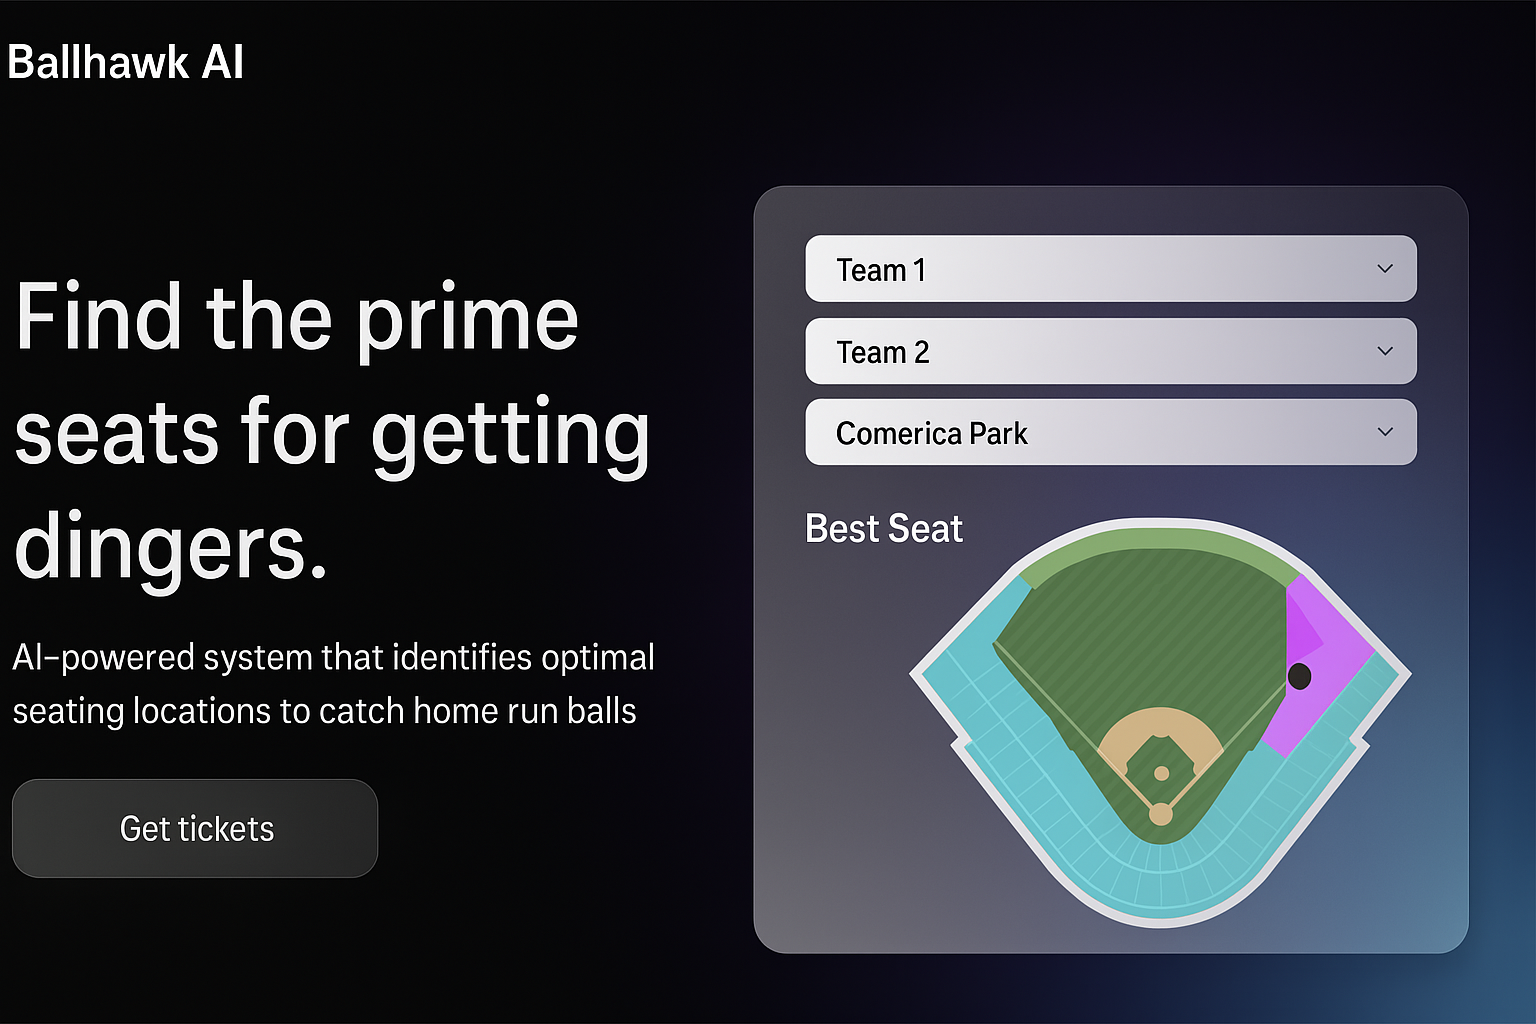 Ballhawk AI
Find the prime
seats for getting
dingers.
AI–powered system that identifies optimal
seating locations to catch home run balls
Get tickets
Team 1
Team 2
Comerica Park
Best Seat